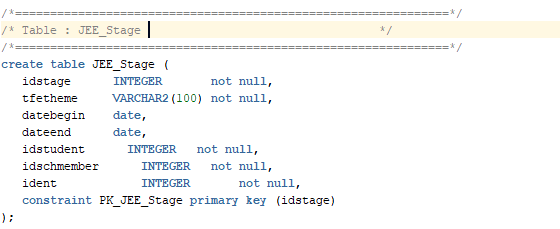 /*==============================================================*/
/* Table : JEE_Stage                                  */
/*==============================================================*/
create table JEE_Stage (
   idstage      INTEGER       not null,
   tfetheme     VARCHAR2(100) not null,
   datebegin    date,
   dateend      date,
   idstudent      INTEGER   not null,
   idschmember      INTEGER   not null,
   ident            INTEGER       not null,
   constraint PK_JEE_Stage primary key (idstage)
);